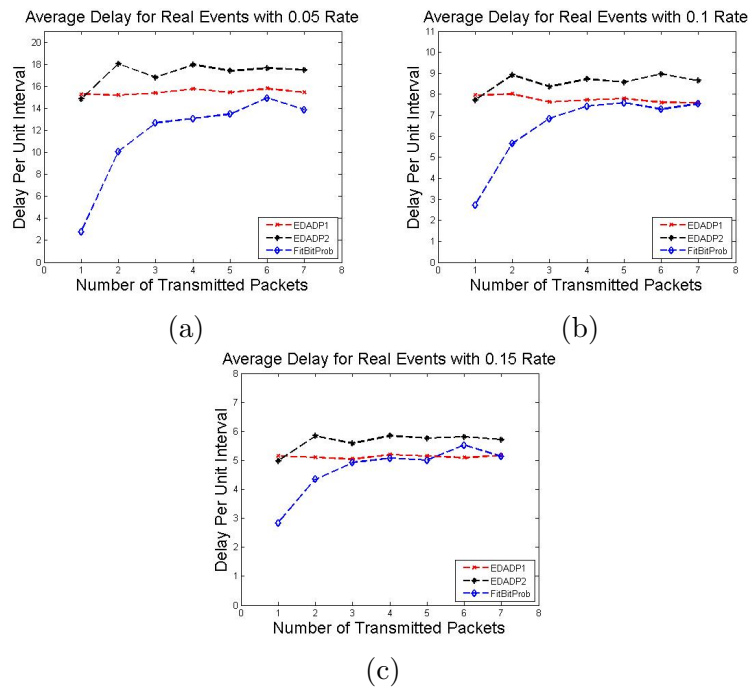 Average Delay for Real Events with 0.05 Rate
20
18
16
14
12
10
8
6
4
2
0
0 1 2 3 4 5 6 7 8
Delay Per Unit Interval
Number of Transmitted Packets
EDADP1
EDADP2
FitBitProb
(a)
Average Delay for Real Events with 0.1 Rate
11
10
9
8
7
6
5
4
3
2
1
0
0 1 2 3 4 5 6 7 8
Delay Per Unit Interval
Number of Transmitted Packets
EDADP1
EDADP2
FitBitProb
(b)
Average Delay for Real Events with 0.15 Rate
8
7
6
5
4
3
2
1
0
0 1 2 3 4 5 6 7 8
Delay Per Unit Interval
Number of Transmitted Packets
EDADP1
EDADP2
FitBitProb
(c)